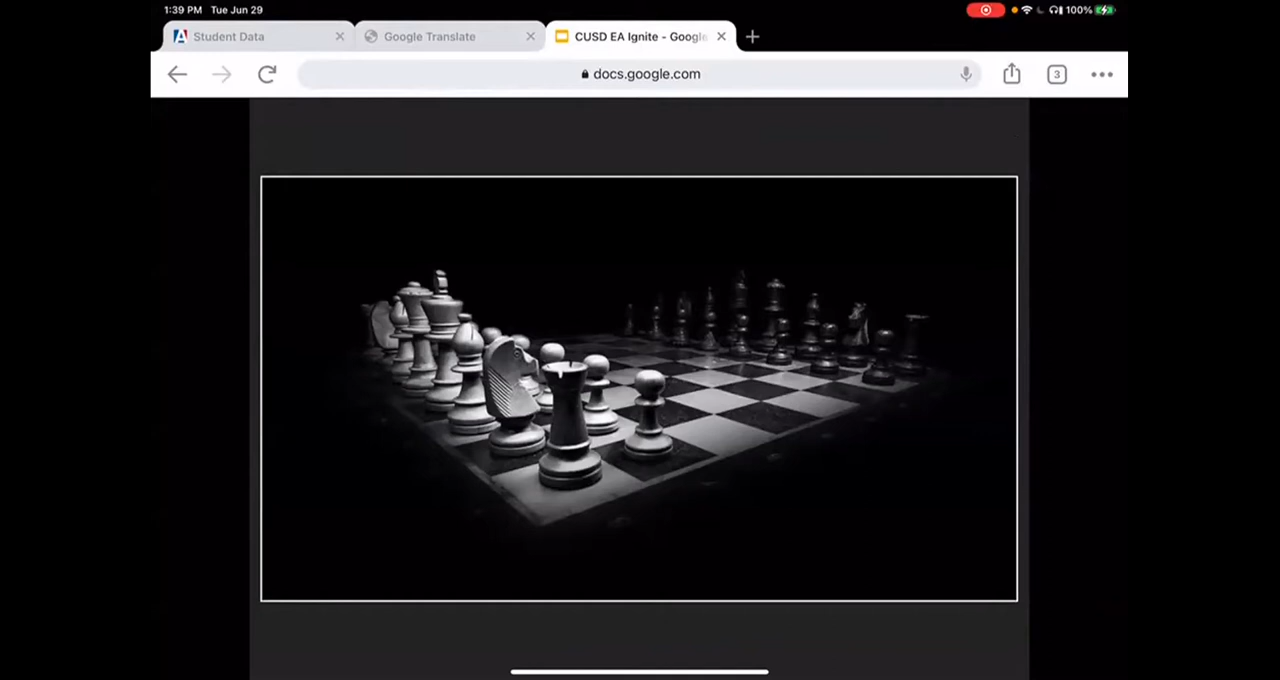 1:39 PM Tue Jun 29
100%
Student Data
Google Translate
CUSD EA Ignite - Google
docs.google.com
3